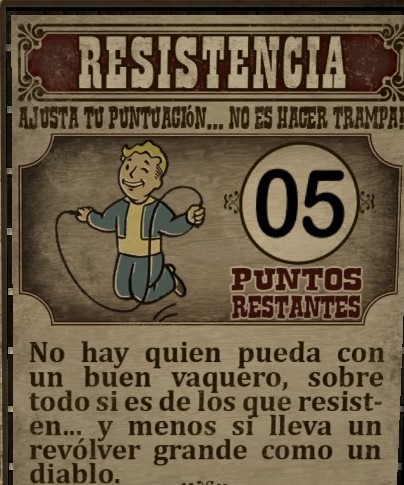 RESISTENCIA
AJUSTA TU PUNTUACIÓN... NO ES HACER TRAMPA!
05
PUNTOS
RESTANTES
No hay quien pueda con
un buen vaquero, sobre
todo si es de los que resist-
en... y menos si lleva un
revólver grande como un
diablo.